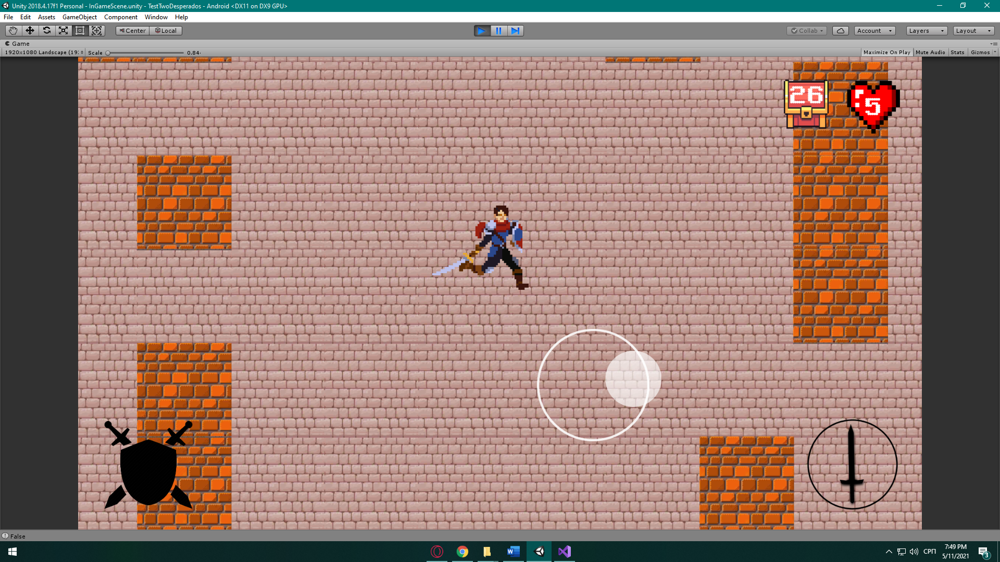 Unity 2018.4.17f1 Personal - InGameScene.unity - TestTwoDesperados - Android <DX11 on DX9 GPU>
File Edit Assets GameObject Component Window Help
Center Local Collab Account Layers Layout
Game
1920x1080 Landscape (19: Scale 0.84 Maximize On Play Mute Audio Stats Gizmos
26 5
False
СРП 7:49 PM
5/11/2021
3